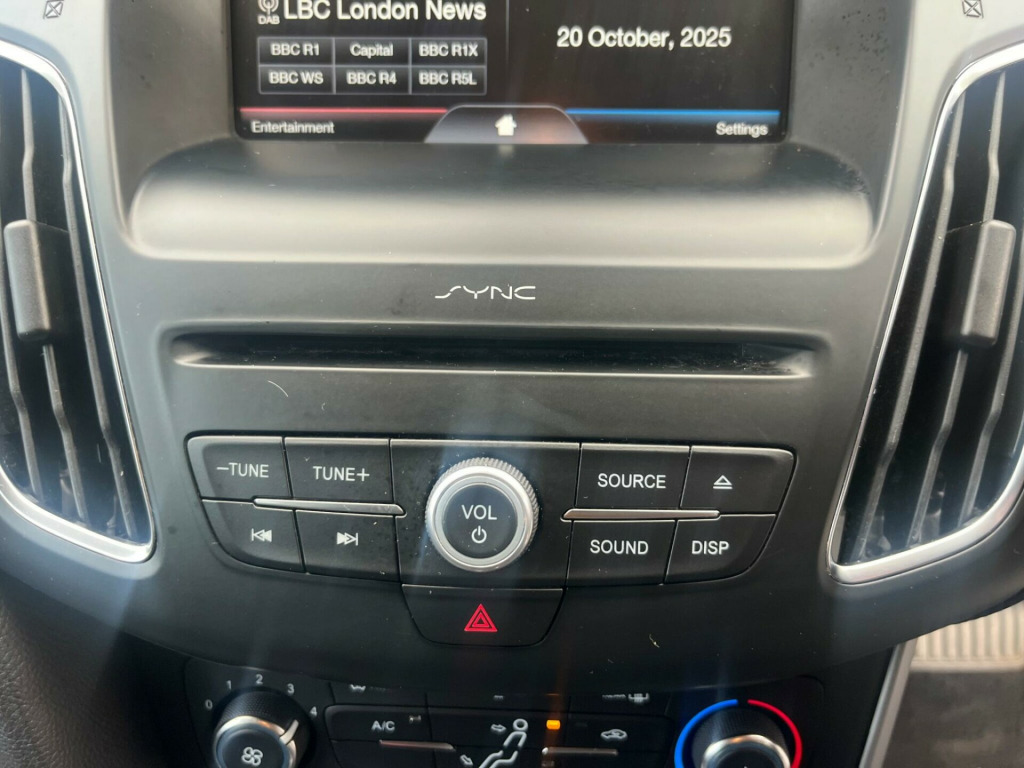 DAB
LBC London News
20 October, 2025
BBC R1 Capital BBC R1X
BBC WS BBC R4 BBC R5L
Entertainment
Settings
SYNC
−TUNE TUNE+ SOURCE
VOL
SOUND DISP
0 1 2 3 4
A/C